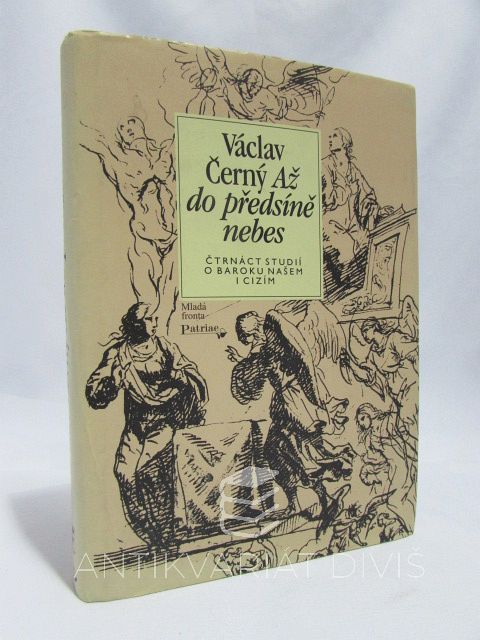 Václav
Černý Až
do předsíně
nebes
ČTRNÁCT STUDIÍ
O BAROKU NAŠEM
I CIZÍM
Mladá
fronta
Patriae
ANTIKVARIÁT DIVIŠ